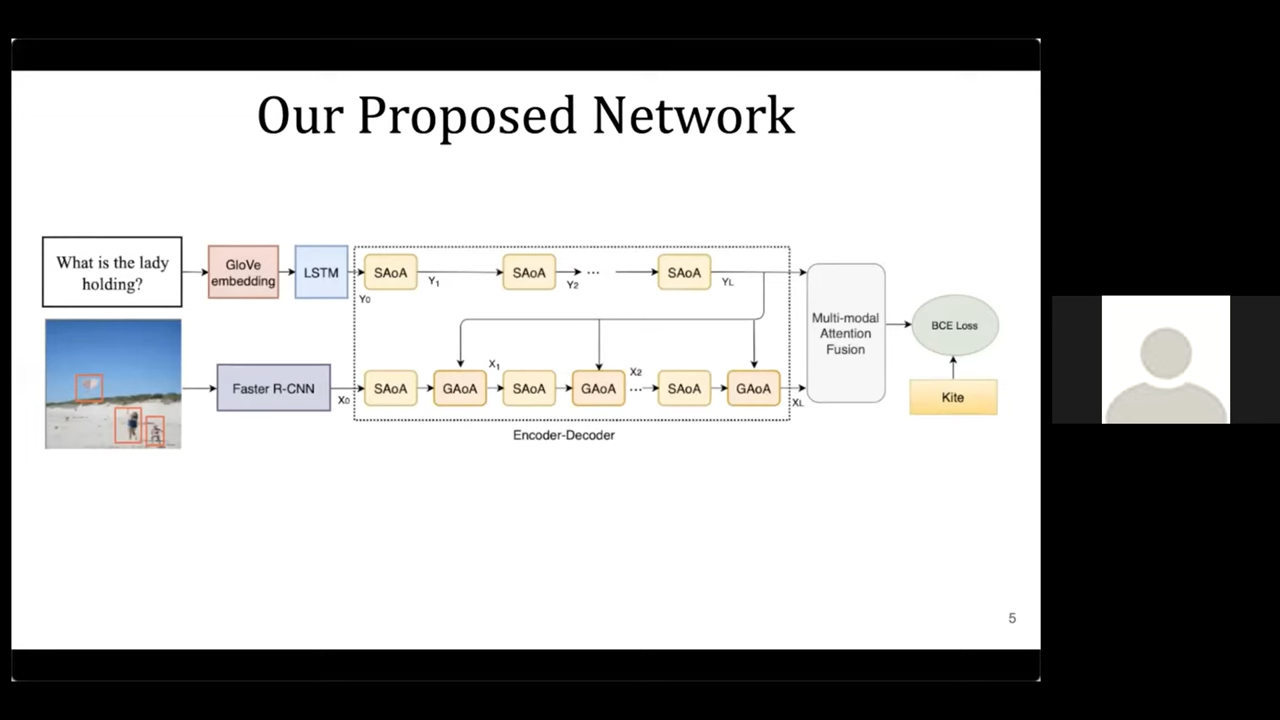 Our Proposed Network
What is the lady
holding?
GloVe
embedding
LSTM
SAoA
SAoA
...
SAoA
Y0
Y1
Y2
YL
Multi-modal
Attention
Fusion
BCE Loss
Kite
Faster R-CNN
X0
SAoA
GAoA
X1
SAoA
GAoA
X2
...
SAoA
GAoA
XL
Encoder-Decoder
5